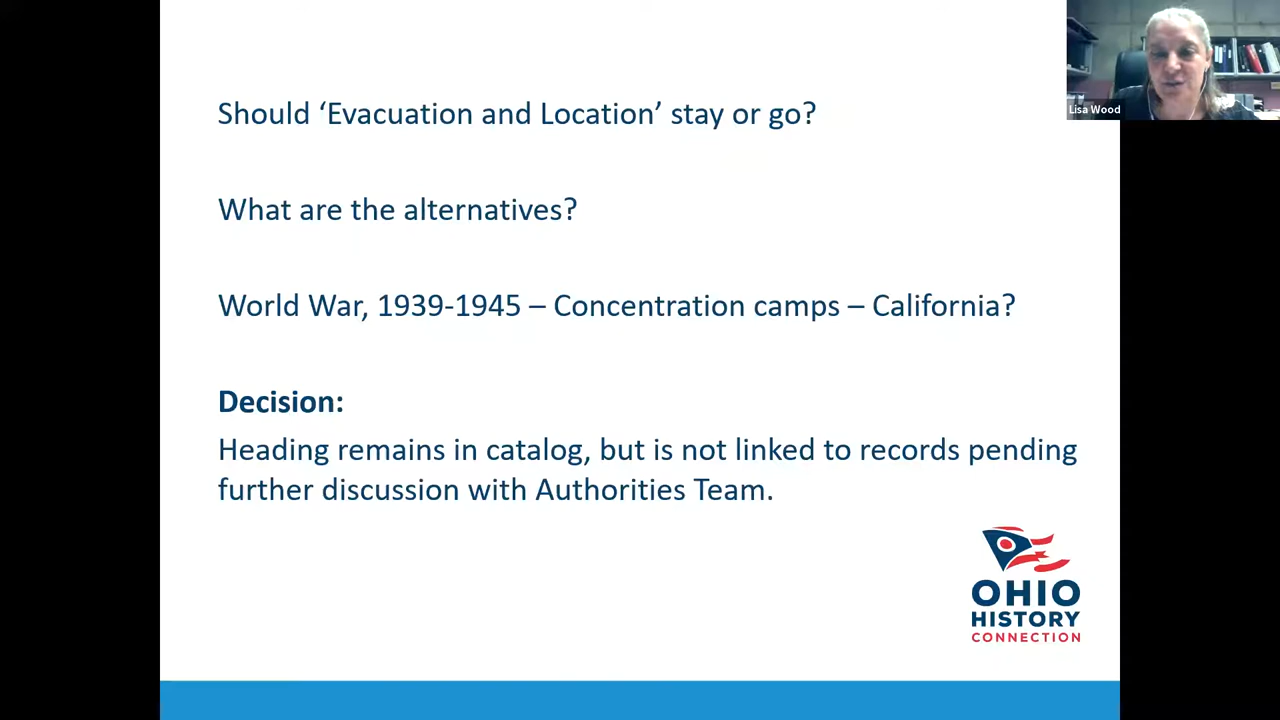 Should ‘Evacuation and Location’ stay or go?
What are the alternatives?
World War, 1939-1945 – Concentration camps – California?
Decision:
Heading remains in catalog, but is not linked to records pending
further discussion with Authorities Team.
OHIO
HISTORY
CONNECTION
Lisa Wood